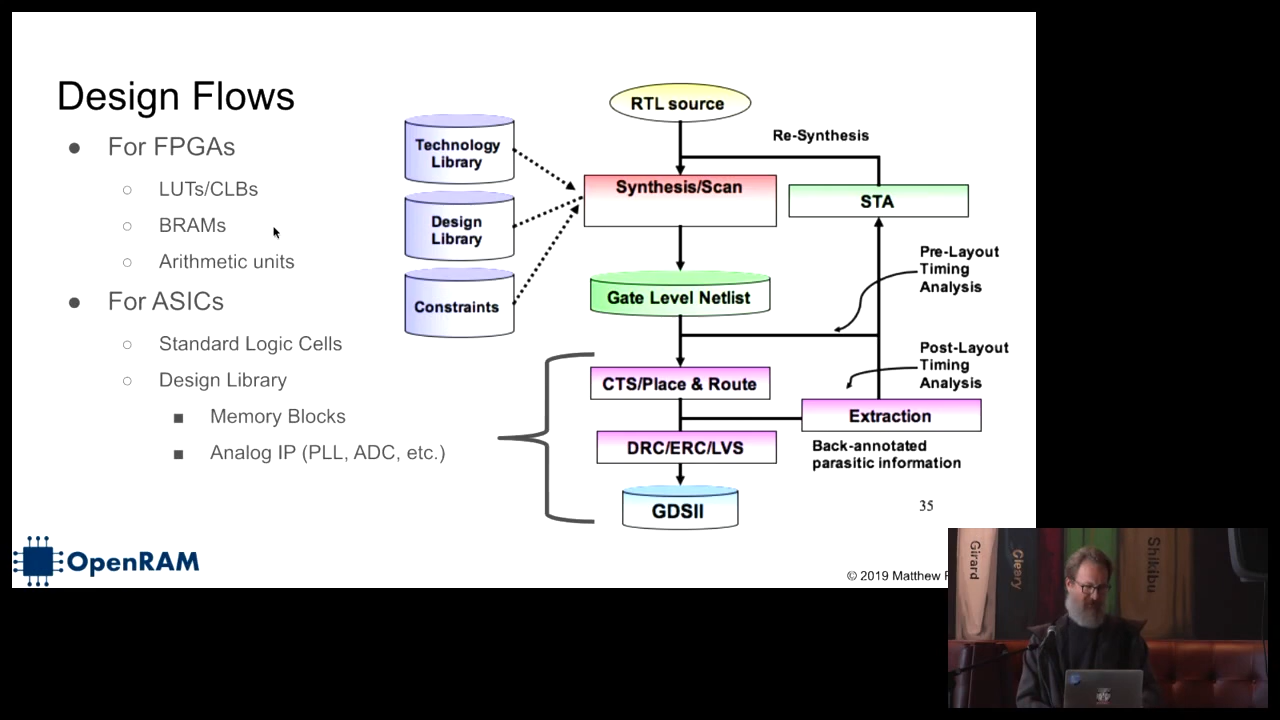 Design Flows
● For FPGAs
○ LUTs/CLBs
○ BRAMs
○ Arithmetic units
● For ASICs
○ Standard Logic Cells
○ Design Library
■ Memory Blocks
■ Analog IP (PLL, ADC, etc.)
RTL source
Re-Synthesis
Technology
Library
Synthesis/Scan
STA
Design
Library
Pre-Layout
Timing
Analysis
Gate Level Netlist
Constraints
Post-Layout
Timing
Analysis
CTS/Place & Route
Extraction
DRC/ERC/LVS
Back-annotated
parasitic information
GDSII
35
OpenRAM
© 2019 Matthew
Girard
Cleary
Shikibu